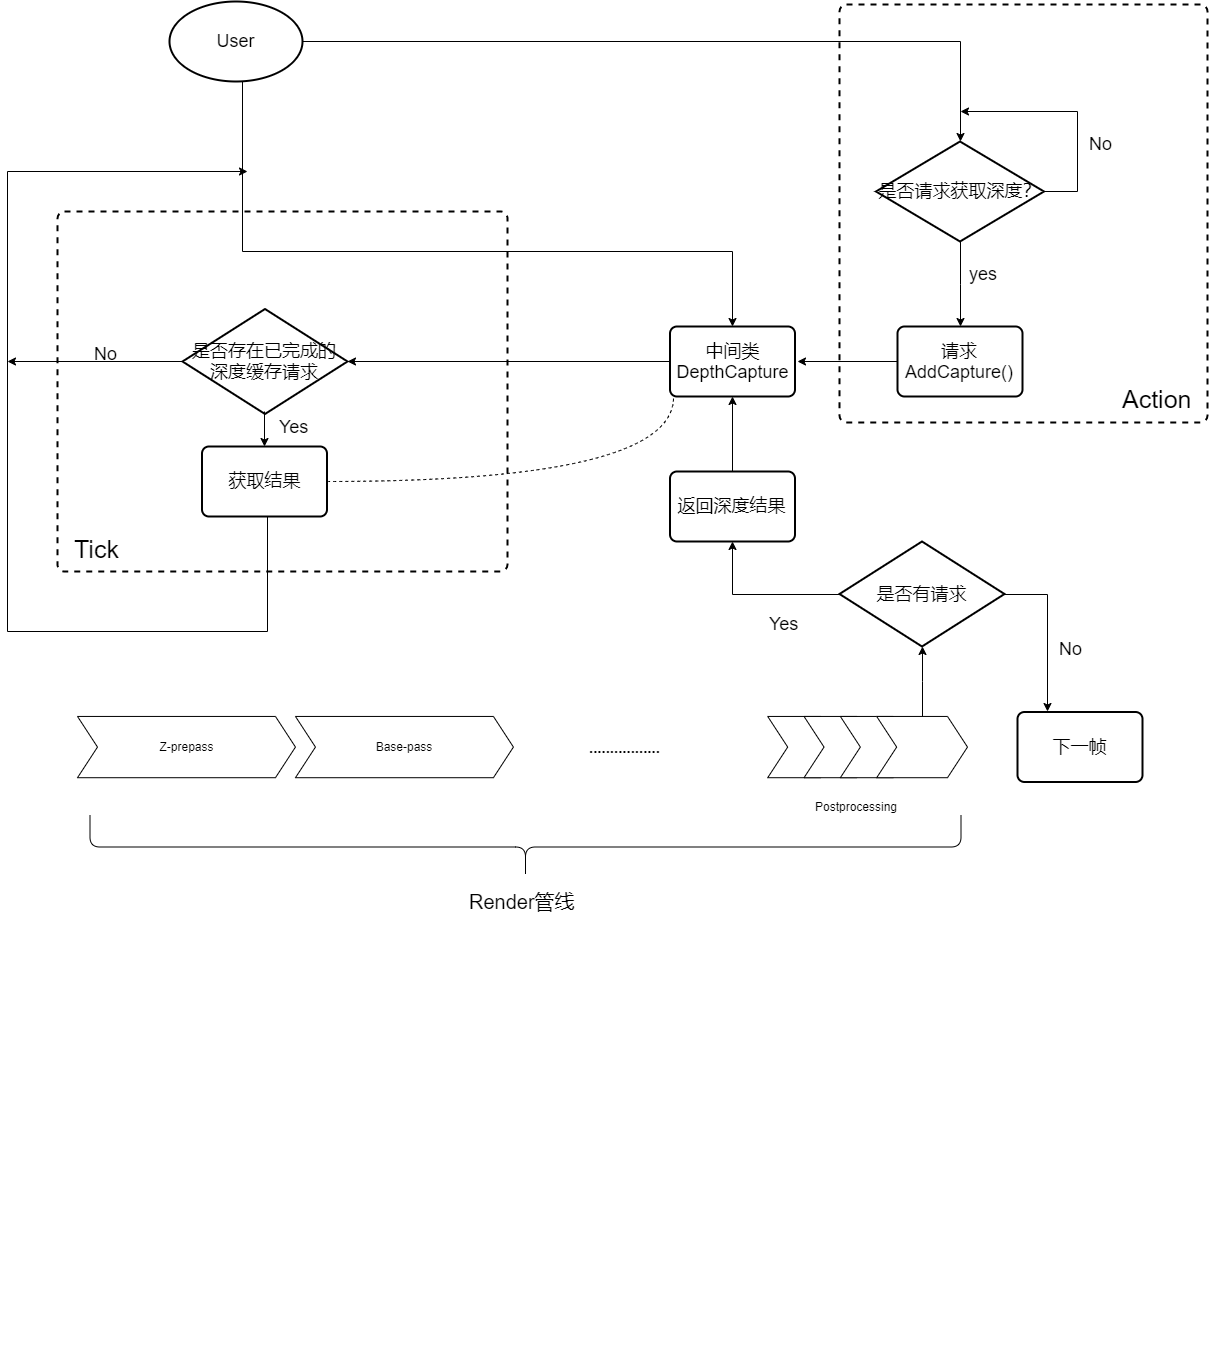 User
No
是否请求获取深度?
yes
是否存在已完成的
深度缓存请求
No
中间类
DepthCapture
请求
AddCapture()
Action
Yes
获取结果
返回深度结果
Tick
是否有请求
Yes
No
Z-prepass
Base-pass
.................
下一帧
Postprocessing
Render管线